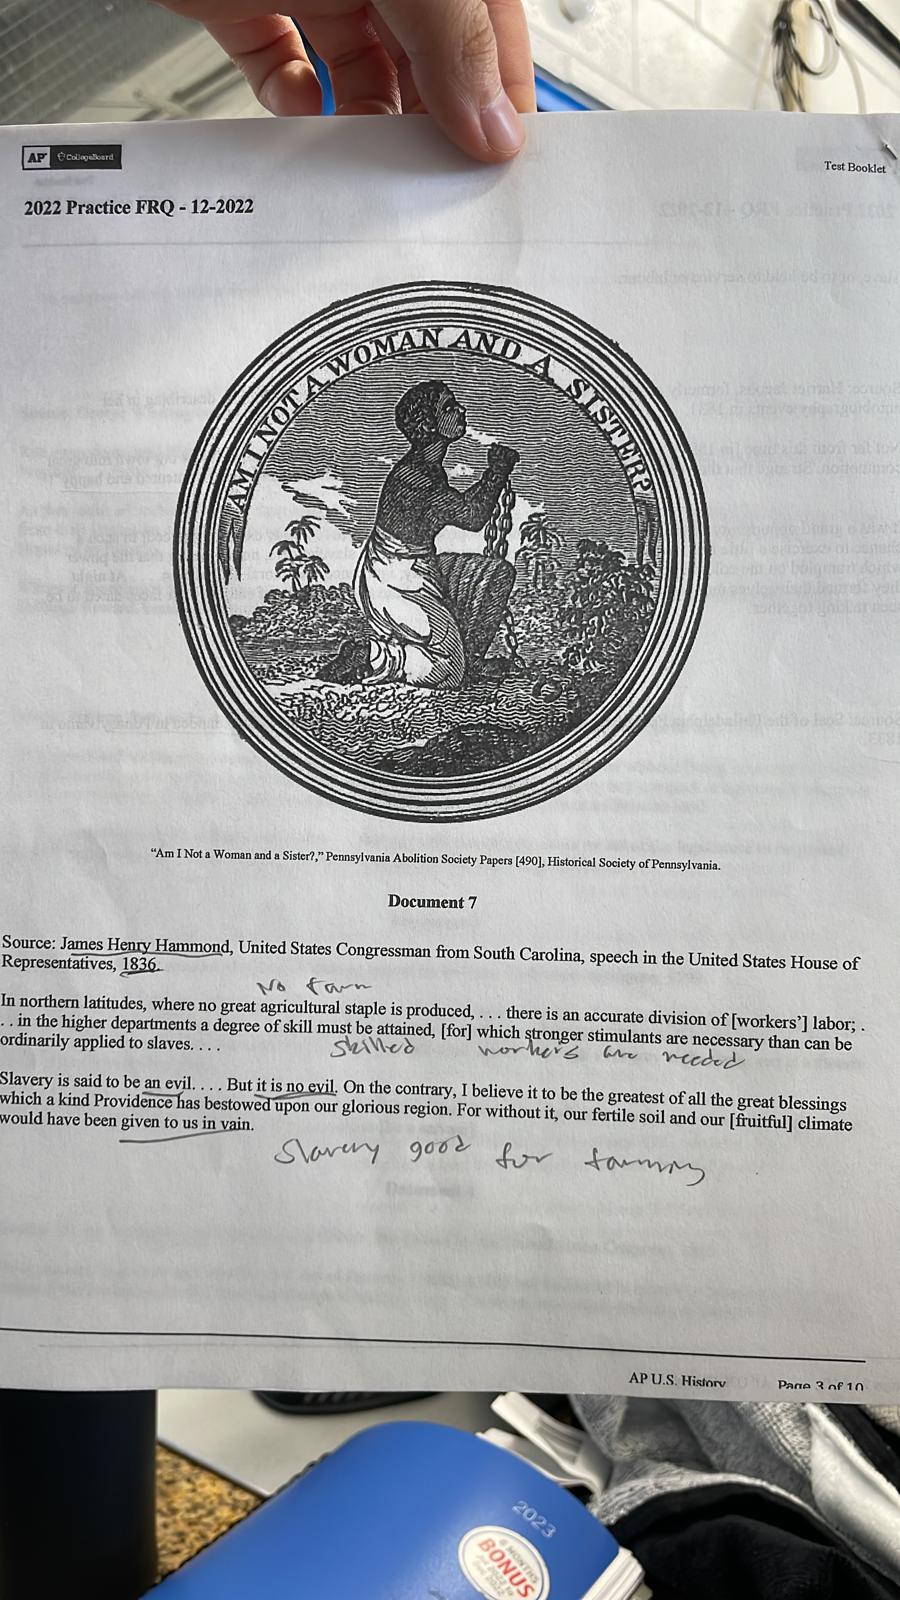 AP CollegeBoard
Test Booklet
2022 Practice FRQ - 12-2022
AM I NOT A WOMAN AND A SISTER?
“Am I Not a Woman and a Sister?,” Pennsylvania Abolition Society Papers [490], Historical Society of Pennsylvania.
Document 7
Source: James Henry Hammond, United States Congressman from South Carolina, speech in the United States House of
Representatives, 1836.
No farm
In northern latitudes, where no great agricultural staple is produced, . . . there is an accurate division of [workers’] labor; .
. . in the higher departments a degree of skill must be attained, [for] which stronger stimulants are necessary than can be
ordinarily applied to slaves. . . .
skilled workers are needed
Slavery is said to be an evil. . . . But it is no evil. On the contrary, I believe it to be the greatest of all the great blessings
which a kind Providence has bestowed upon our glorious region. For without it, our fertile soil and our [fruitful] climate
would have been given to us in vain.
Slavery good for farming
AP U.S. History
Page 3 of 10
2023
MONTHS
BONUS